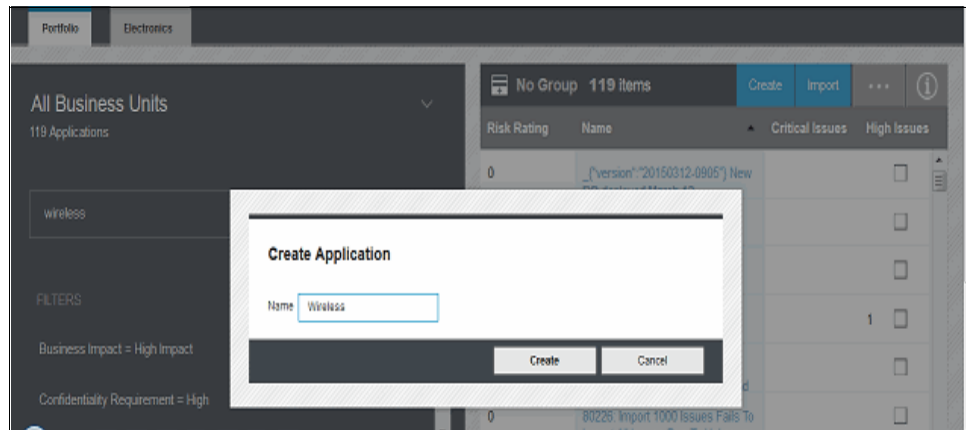 Portfolio
Electronics
All Business Units
119 Applications
wireless
FILTERS
Business Impact = High Impact
Confidentiality Requirement = High
No Group 119 items
Create
Import
...
Risk Rating
Name
Critical Issues
High Issues
0
_{"version":"20150312-0905"} New
1
0
80226: Import 1000 Issues Fails To
Create Application
Name
Wireless
Create
Cancel